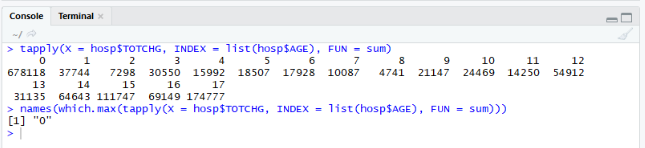 Console Terminal ×
~/
> tapply(X = hosp$TOTCHG, INDEX = list(hosp$AGE), FUN = sum)
0 1 2 3 4 5 6 7 8 9 10 11 12
678118 37744 7298 30550 15992 18507 17928 10087 4741 21147 24469 14250 54912
13 14 15 16 17
31135 64643 111747 69149 174777
> names(which.max(tapply(X = hosp$TOTCHG, INDEX = list(hosp$AGE), FUN = sum)))
[1] "0"
>